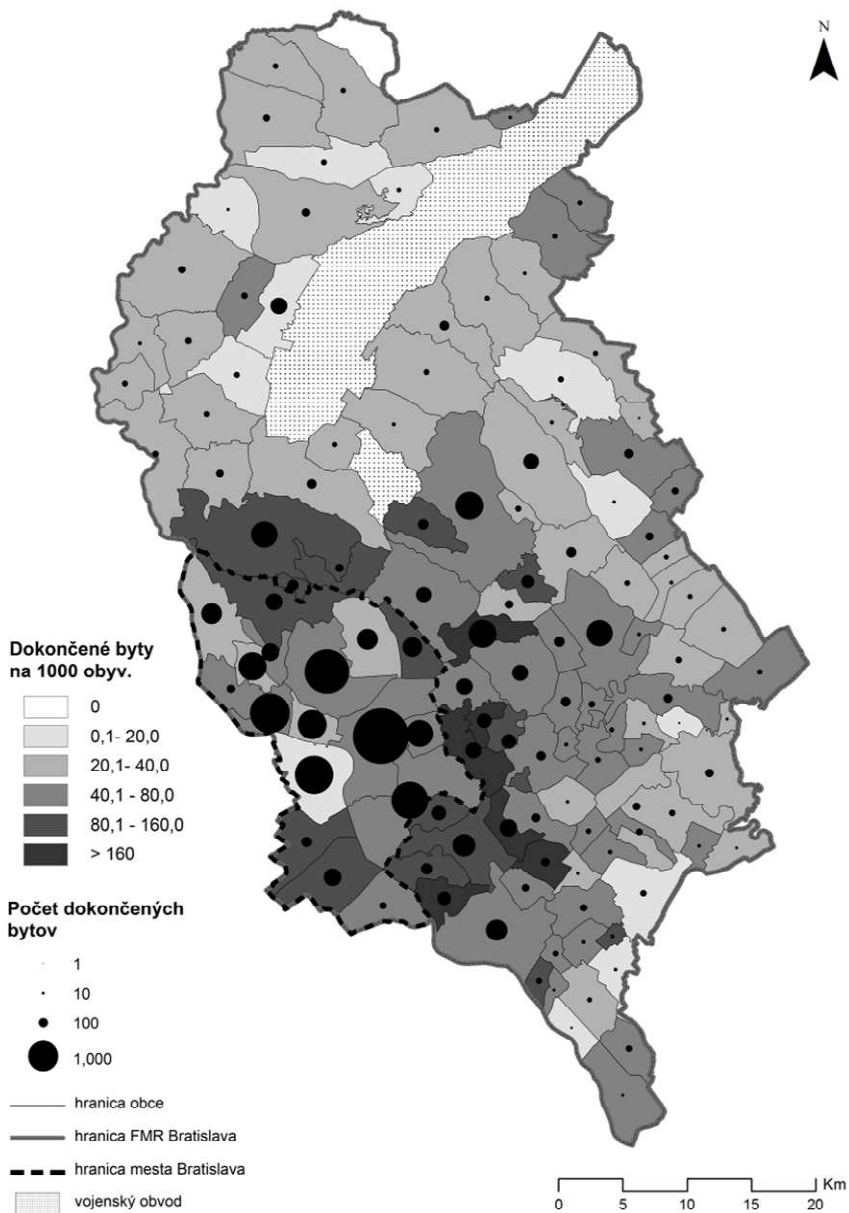 N
Dokončené byty
na 1000 obyv.
0
0,1- 20,0
20,1- 40,0
40,1 - 80,0
80,1 - 160,0
> 160
Počet dokončených
bytov
1
10
100
1,000
hranica obce
hranica FMR Bratislava
hranica mesta Bratislava
vojenský obvod
Km
0 5 10 15 20